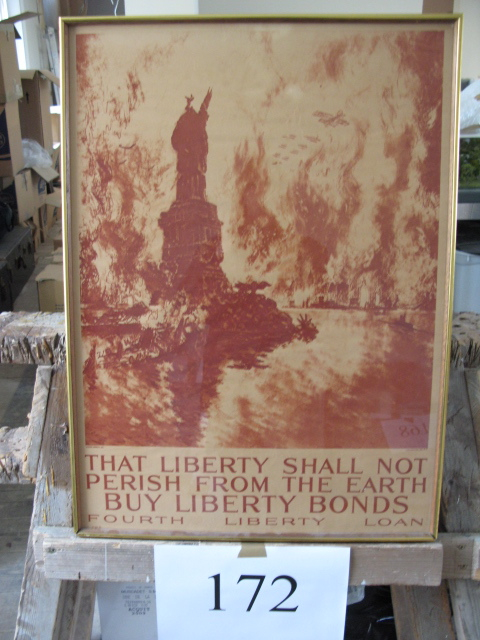 THAT LIBERTY SHALL NOT
PERISH FROM THE EARTH
BUY LIBERTY BONDS
FOURTH LIBERTY LOAN
172